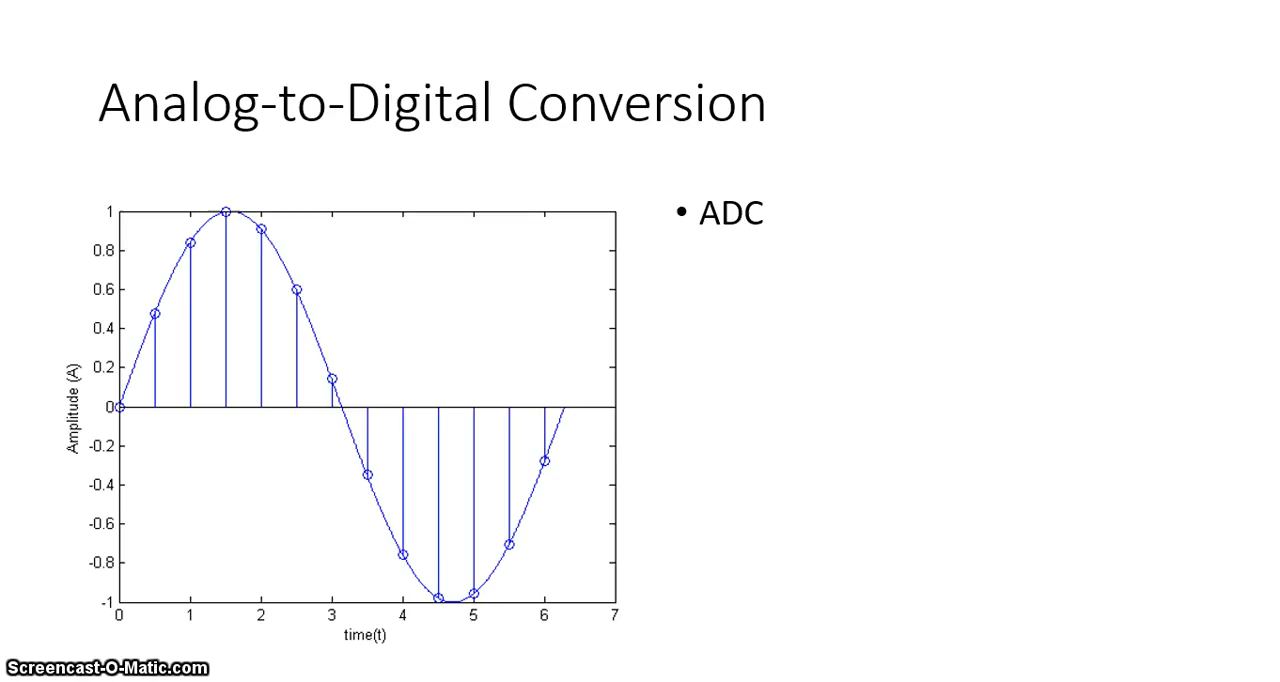 Analog-to-Digital Conversion
• ADC
1
0.8
0.6
0.4
0.2
0
-0.2
-0.4
-0.6
-0.8
-1
Amplitude (A)
0 1 2 3 4 5 6 7
time(t)
Screencast-O-Matic.com